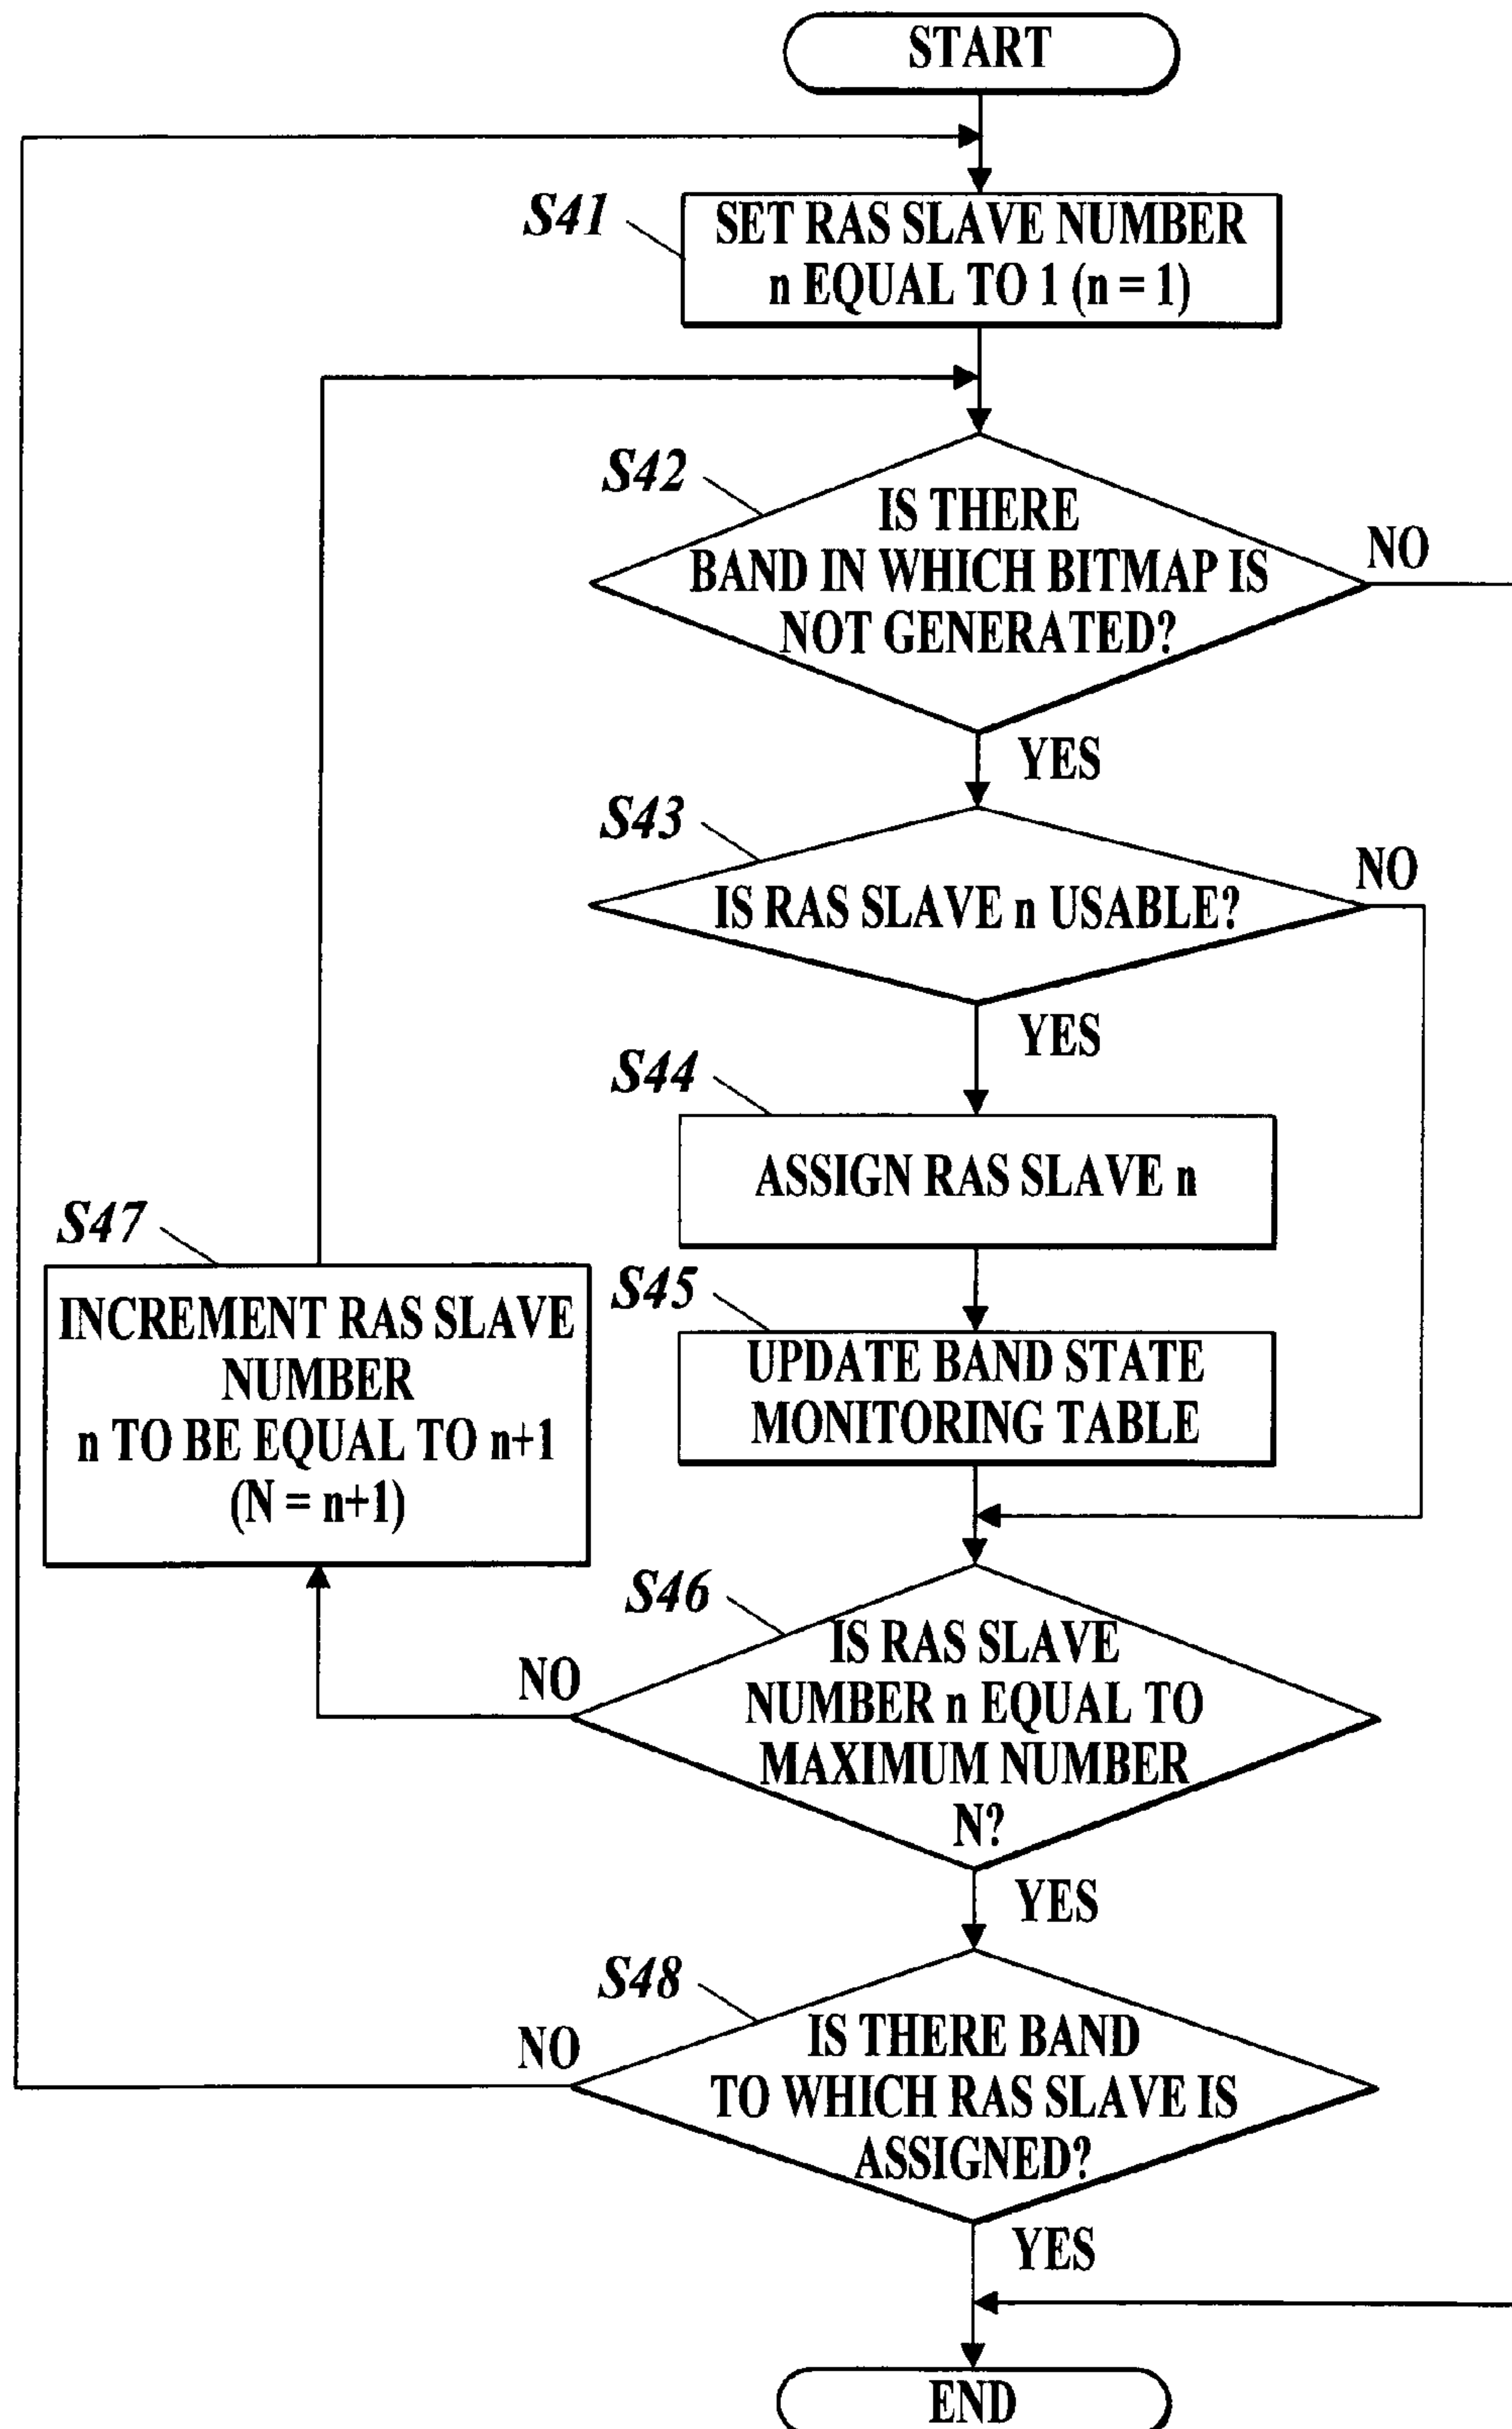 START
S41
SET RAS SLAVE NUMBER
n EQUAL TO 1 (n = 1)
S42
IS THERE
BAND IN WHICH BITMAP IS
NOT GENERATED?
NO
YES
S43
IS RAS SLAVE n USABLE?
NO
YES
S44
ASSIGN RAS SLAVE n
S45
UPDATE BAND STATE
MONITORING TABLE
S47
INCREMENT RAS SLAVE
NUMBER
n TO BE EQUAL TO n+1
(N = n+1)
S46
IS RAS SLAVE
NUMBER n EQUAL TO
MAXIMUM NUMBER
N?
NO
YES
S48
IS THERE BAND
TO WHICH RAS SLAVE IS
ASSIGNED?
NO
YES
END